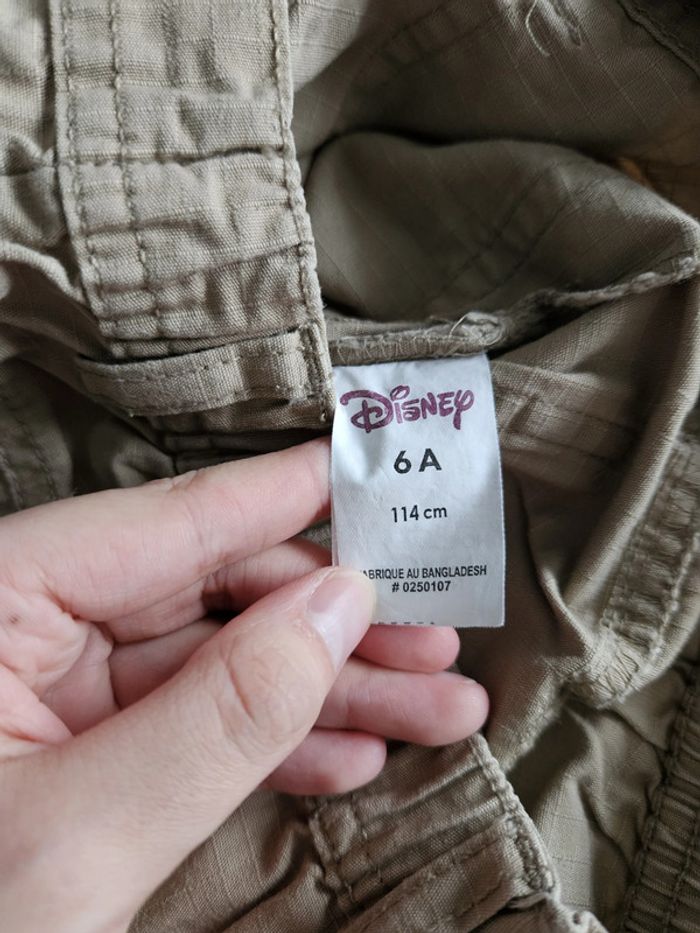 Disney
6 A
114 cm
ABRIQUE AU BANGLADESH
# 0250107